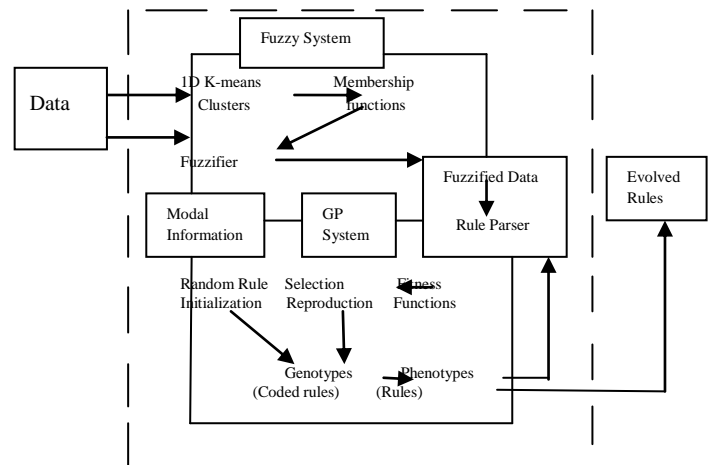 Fuzzy System
Data
1D K-means
Clusters
Membership
functions
Fuzzifier
Fuzzified Data
Rule Parser
Evolved
Rules
Modal
Information
GP
System
Random Rule
Initialization
Selection
Reproduction
Fitness
Functions
Genotypes
(Coded rules)
Phenotypes
(Rules)